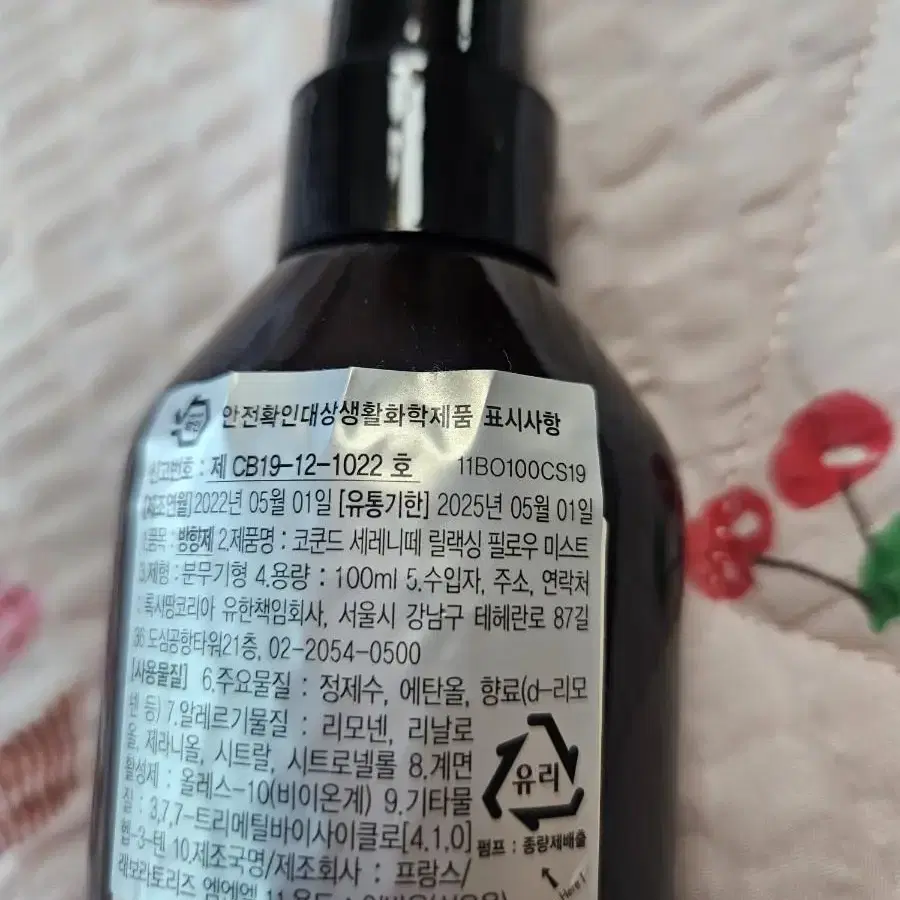 안전확인대상생활화학제품 표시사항
신고번호 : 제 CB19-12-1022 호 11BO100CS19
[제조연월]2022년 05월 01일 [유통기한] 2025년 05월 01일
1.품목 : 방향제 2.제품명 : 코쿤드 세레니떼 릴랙싱 필로우 미스트
3.제형 : 분무기형 4.용량 : 100ml 5.수입자, 주소, 연락처
: 록시땅코리아 유한책임회사, 서울시 강남구 테헤란로 87길
36 도심공항타워21층, 02-2054-0500
[사용물질] 6.주요물질 : 정제수, 에탄올, 향료(d-리모
넨 등) 7.알레르기물질 : 리모넨, 리날로
올, 제라니올, 시트랄, 시트로넬롤 8.계면
활성제 : 올레스-10(비이온계) 9.기타물
질 : 3,7,7-트리메틸바이사이클로[4.1.0]
헵-3-텐 10.제조국명/제조회사 : 프랑스/
래보라토리즈 엠엔엘 11.용도 :
유리
펌프 : 종량제배출
Here!